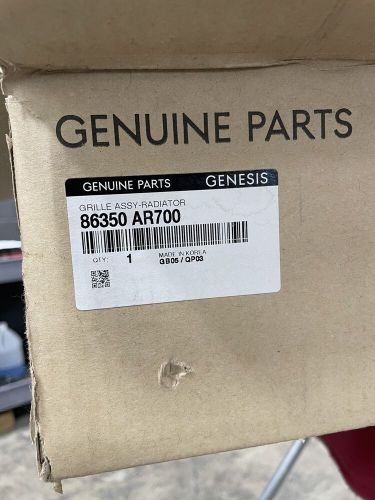 GENUINE PARTS
GENUINE PARTS GENESIS
GRILLE ASSY-RADIATOR
86350 AR700
QTY: 1 MADE IN KOREA
GB06 / QP03